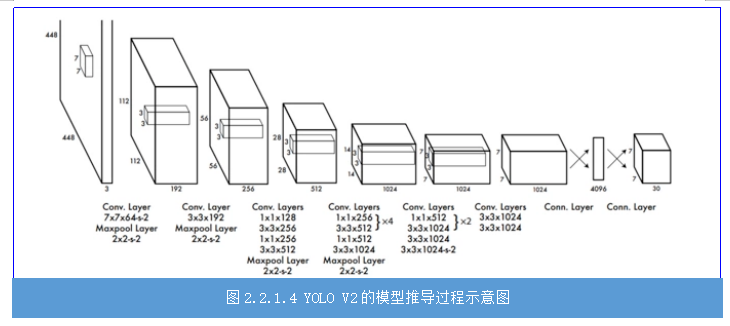 448
448
7
7
3
112
112
3
3
192
56
56
3
3
256
28
28
3
3
512
14
14
3
3
1024
7
7
3
3
1024
7
7
1024
4096
7
7
30
Conv. Layer
7x7x64-s-2
Maxpool Layer
2x2-s-2
Conv. Layer
3x3x192
Maxpool Layer
2x2-s-2
Conv. Layers
1x1x128
3x3x256
1x1x256
3x3x512
Maxpool Layer
2x2-s-2
Conv. Layers
1x1x256
3x3x512
}×4
1x1x512
3x3x1024
Maxpool Layer
2x2-s-2
Conv. Layers
1x1x512
3x3x1024
}×2
3x3x1024
3x3x1024-s-2
Conv. Layers
3x3x1024
3x3x1024
Conn. Layer
Conn. Layer
图 2.2.1.4 YOLO V2的模型推导过程示意图